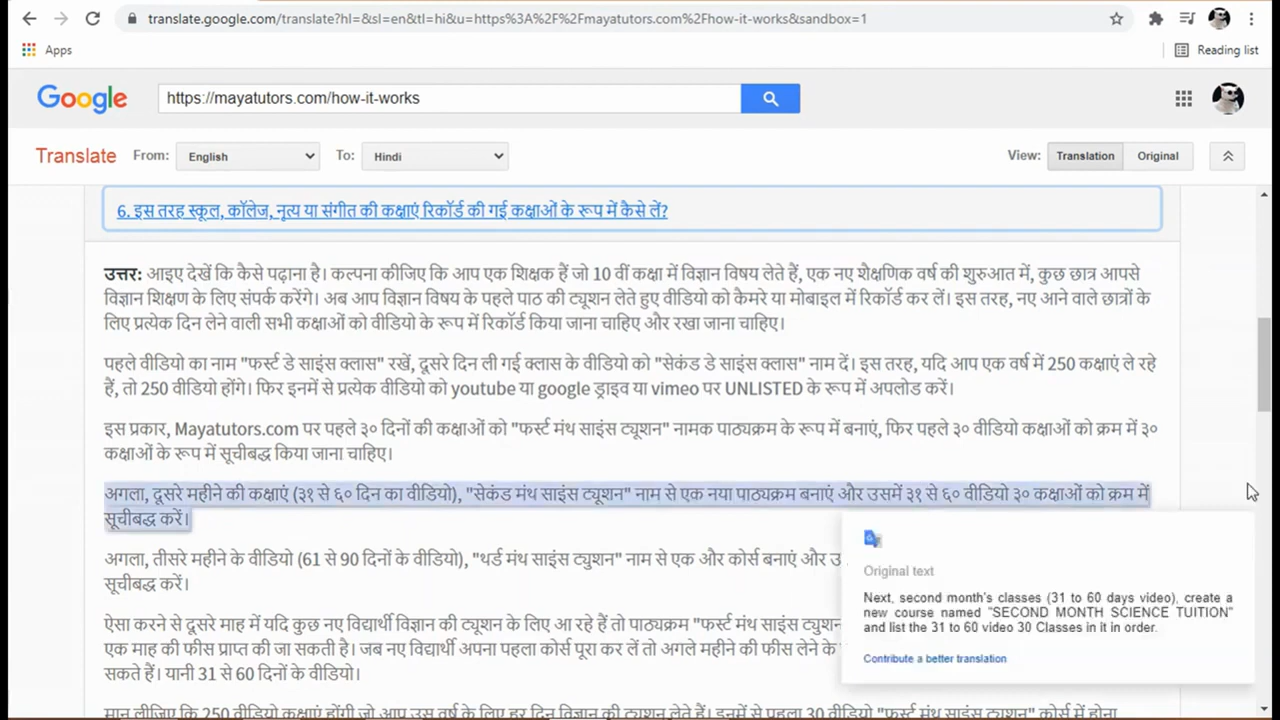 translate.google.com/translate?hl=&sl=en&tl=hi&u=https%3A%2F%2Fmayatutors.com%2Fhow-it-works&sandbox=1
Apps
Reading list
Google
https://mayatutors.com/how-it-works
Translate From: English To: Hindi View: Translation Original
6. इस तरह स्कूल, कॉलेज, नृत्य या संगीत की कक्षाएं रिकॉर्ड की गई कक्षाओं के रूप में कैसे लें?
उत्तर: आइए देखें कि कैसे पढ़ाना है। कल्पना कीजिए कि आप एक शिक्षक हैं जो 10 वीं कक्षा में विज्ञान विषय लेते हैं, एक नए शैक्षणिक वर्ष की शुरुआत में, कुछ छात्र आपसे
विज्ञान शिक्षण के लिए संपर्क करेंगे। अब आप विज्ञान विषय के पहले पाठ की ट्यूशन लेते हुए वीडियो को कैमरे या मोबाइल में रिकॉर्ड कर लें। इस तरह, नए आने वाले छात्रों के
लिए प्रत्येक दिन लेने वाली सभी कक्षाओं को वीडियो के रूप में रिकॉर्ड किया जाना चाहिए और रखा जाना चाहिए।
पहले वीडियो का नाम "फर्स्ट डे साइंस क्लास" रखें, दूसरे दिन ली गई क्लास के वीडियो को "सेकंड डे साइंस क्लास" नाम दें। इस तरह, यदि आप एक वर्ष में 250 कक्षाएं ले रहे
हैं, तो 250 वीडियो होंगे। फिर इनमें से प्रत्येक वीडियो को youtube या google ड्राइव या vimeo पर UNLISTED के रूप में अपलोड करें।
इस प्रकार, Mayatutors.com पर पहले ३० दिनों की कक्षाओं को "फर्स्ट मंथ साइंस ट्यूशन" नामक पाठ्यक्रम के रूप में बनाएं, फिर पहले ३० वीडियो कक्षाओं को क्रम में ३०
कक्षाओं के रूप में सूचीबद्ध किया जाना चाहिए।
अगला, दूसरे महीने की कक्षाएं (३१ से ६० दिन का वीडियो), "सेकंड मंथ साइंस ट्यूशन" नाम से एक नया पाठ्यक्रम बनाएं और उसमें ३१ से ६० वीडियो ३० कक्षाओं को क्रम में
सूचीबद्ध करें।
अगला, तीसरे महीने के वीडियो (61 से 90 दिनों के वीडियो), "थर्ड मंथ साइंस ट्यूशन" नाम से एक और कोर्स बनाएं और
सूचीबद्ध करें।
ऐसा करने से दूसरे माह में यदि कुछ नए विद्यार्थी विज्ञान की ट्यूशन के लिए आ रहे हैं तो पाठ्यक्रम "फर्स्ट मंथ साइंस
एक माह की फीस प्राप्त की जा सकती है। जब नए विद्यार्थी अपना पहला कोर्स पूरा कर लें तो अगले महीने की फीस लेने के
सकते हैं। यानी 31 से 60 दिनों के वीडियो।
Original text
Next, second month's classes (31 to 60 days video), create a
new course named "SECOND MONTH SCIENCE TUITION"
and list the 31 to 60 video 30 Classes in it in order.
Contribute a better translation
मान लीजिए कि 250 वीडियो कक्षाएं होंगी जो आप उस वर्ष के लिए हर दिन विज्ञान की ट्यूशन लेते हैं। इनमें से पहला 30 वीडियो "फर्स्ट मंथ साइंस कोर्स" में होना